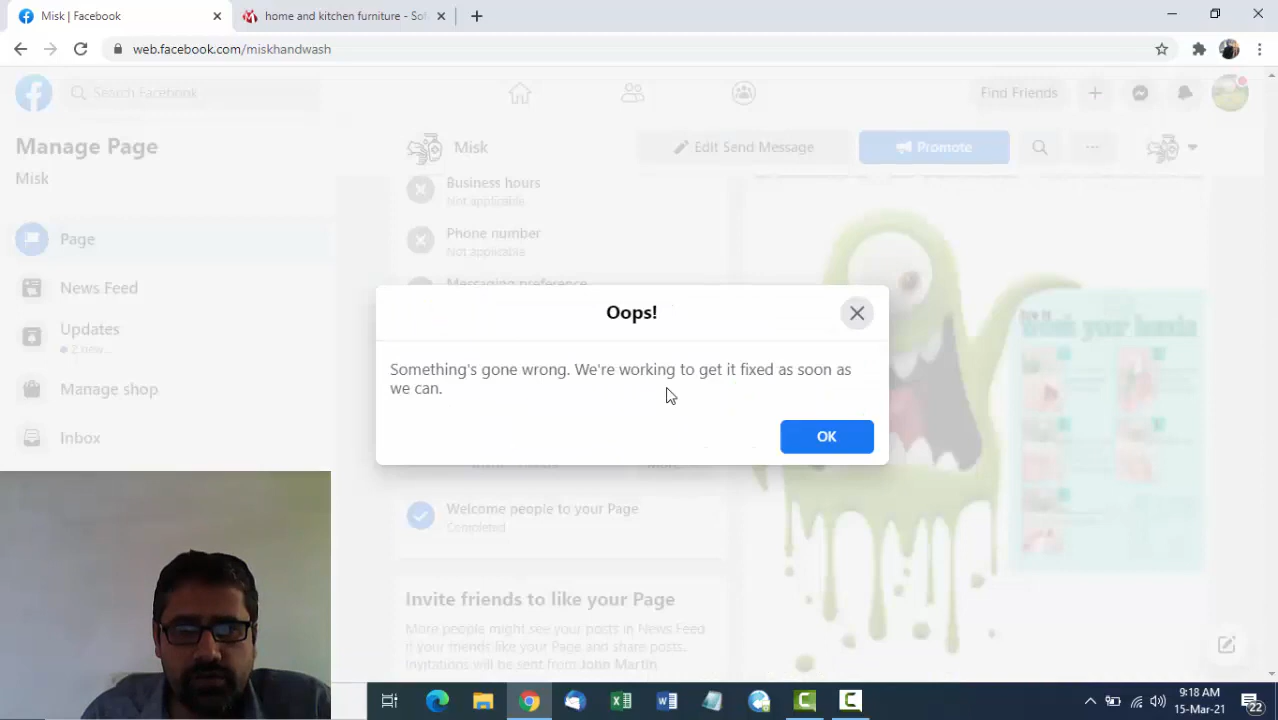 Misk | Facebook
home and kitchen furniture - Sof
web.facebook.com/miskhandwash
Search Facebook
Find Friends
Manage Page
Misk
Misk
Edit Send Message
Promote
Business hours
Not applicable
Page
Phone number
Not applicable
News Feed
Messaging preference
Updates
2 new...
Oops!
Something's gone wrong. We're working to get it fixed as soon as
we can.
OK
Manage shop
Inbox
wash your hands
Welcome people to your Page
Completed
Invite friends to like your Page
More people might see your posts in News Feed
if your friends like your Page and share posts.
Invitations will be sent from John Martin.
9:18 AM
15-Mar-21
22